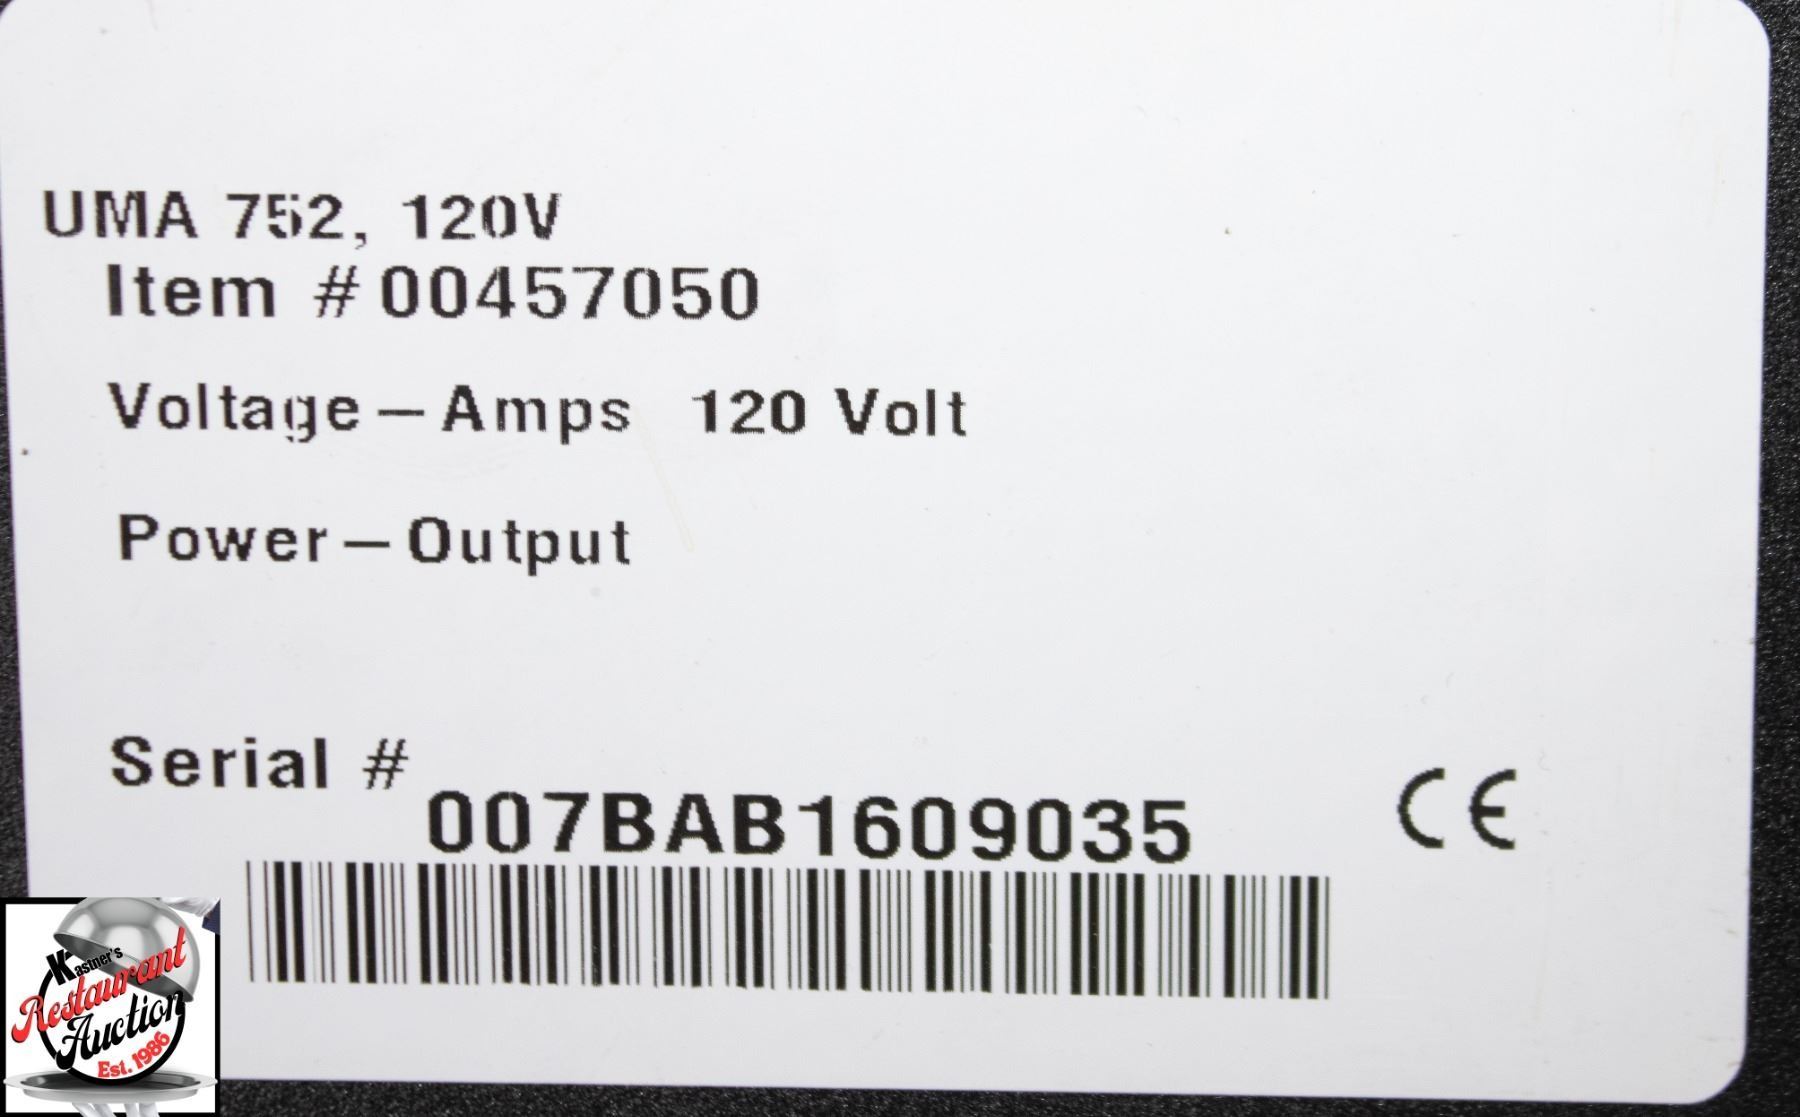 UMA 752, 120V
Item #00457050
Voltage – Amps 120 Volt
Power – Output
Serial #
007BAB1609035
CE
Kastner's
Restaurant
Auction
Est. 1986